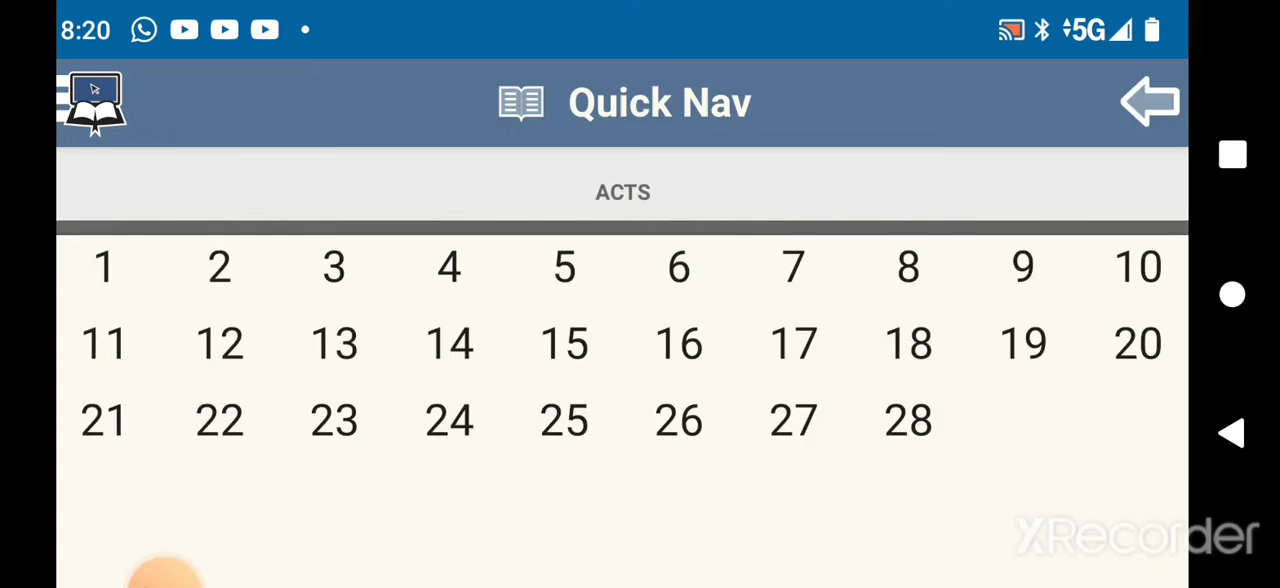 8:20 5G
Quick Nav
ACTS
1 2 3 4 5 6 7 8 9 10
11 12 13 14 15 16 17 18 19 20
21 22 23 24 25 26 27 28
XRecorder